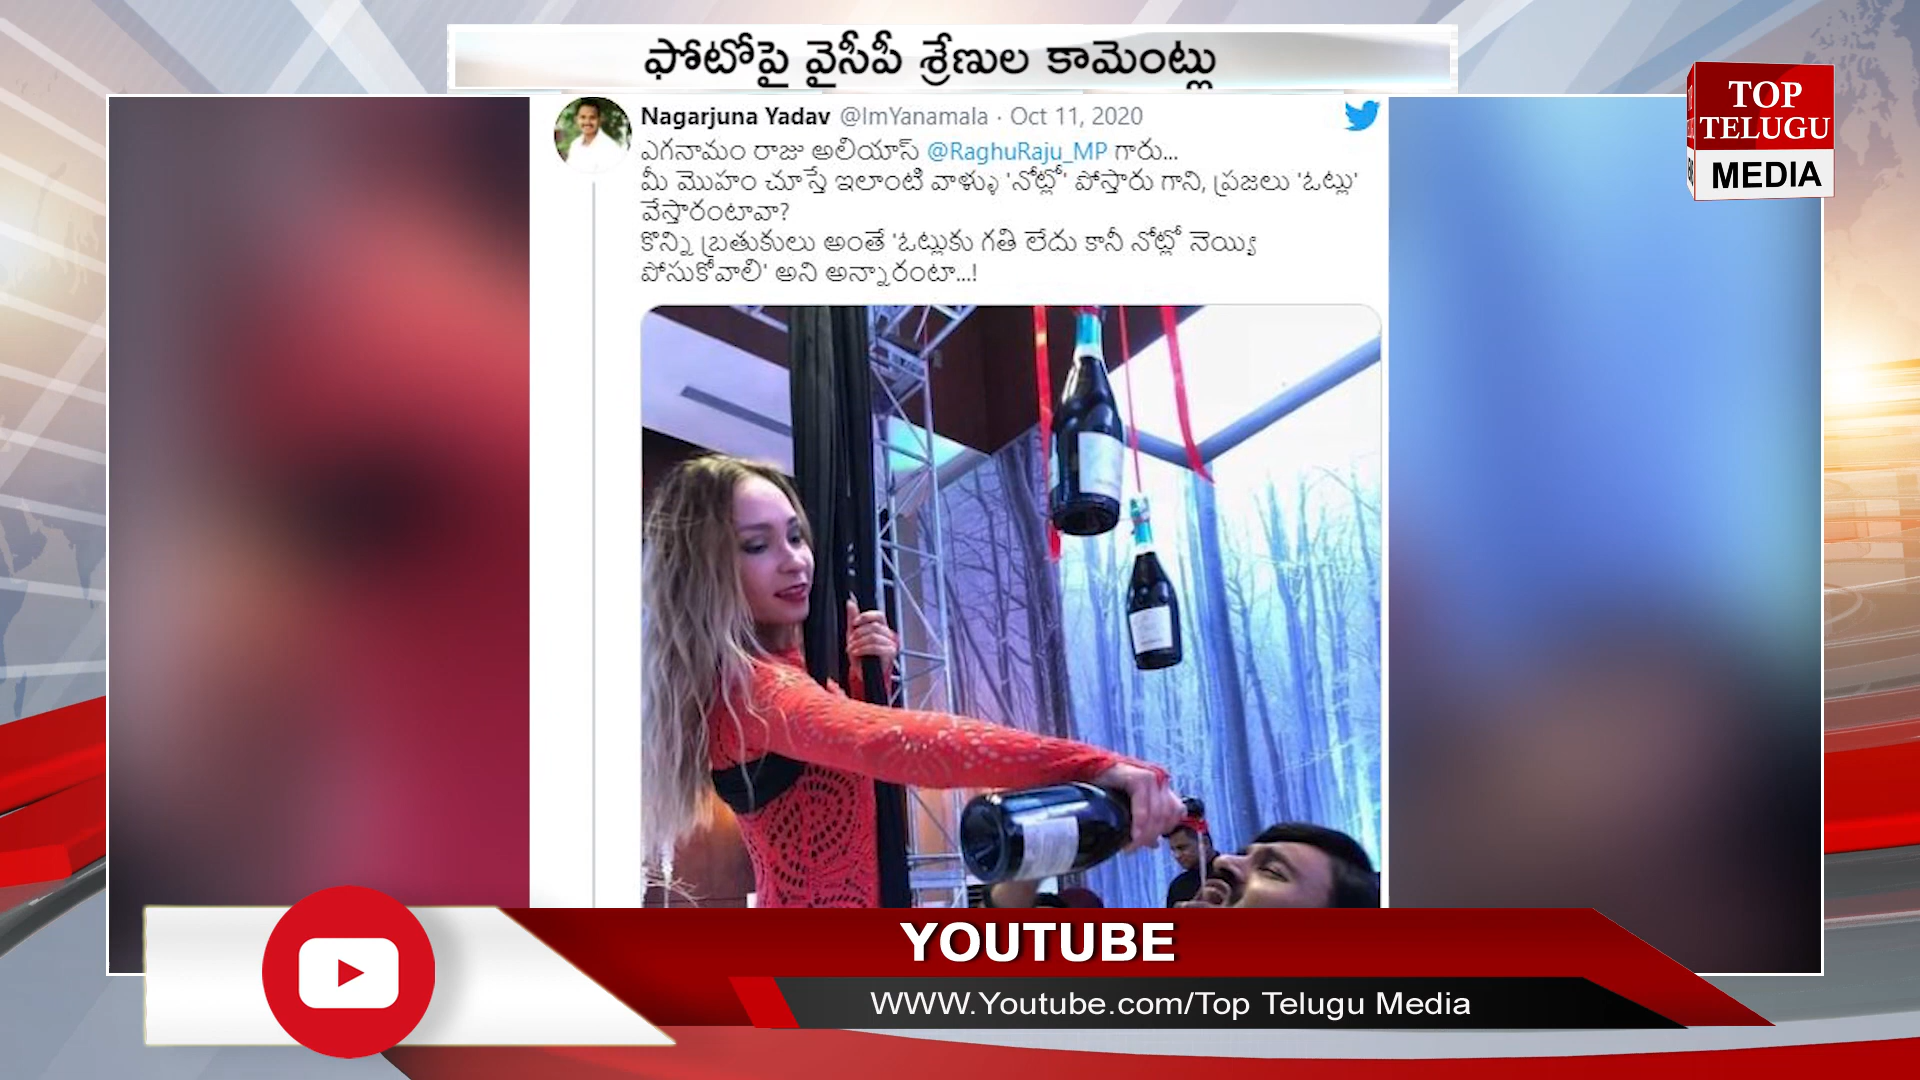 ఫోటోపై వైసీపీ శ్రేణుల కామెంట్లు
TOP
TELUGU
MEDIA
Nagarjuna Yadav @ImYanamala · Oct 11, 2020
ఎగనామం రాజు అలియాస్ @RaghuRaju_MP గారు...
మీ మొహం చూస్తే ఇలాంటి వాళ్ళు 'నోట్లో' పోస్తారు గాని, ప్రజలు 'ఓట్లు'
వేస్తారంటావా?
కొన్ని బ్రతుకులు అంతే 'ఓట్లుకు గతి లేదు కానీ నోట్లో నెయ్యి
పోసుకోవాలి' అని అన్నారంటా...!
YOUTUBE
WWW.Youtube.com/Top Telugu Media